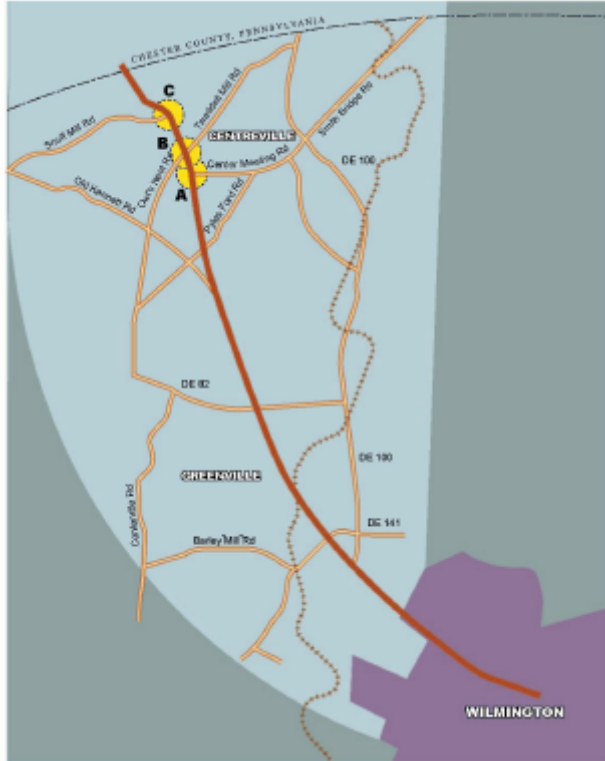 CHESTER COUNTY, PENNSYLVANIA
C
Snuff Mill Rd
Twaddell Mill Rd
Smith Bridge Rd
B
CENTREVILLE
Center Meeting Rd
DE 100
Owl's Nest Rd
A
Old Kennett Rd
Pyles Ford Rd
DE 82
DE 100
GREENVILLE
Centerville Rd
DE 141
Barley Mill Rd
WILMINGTON